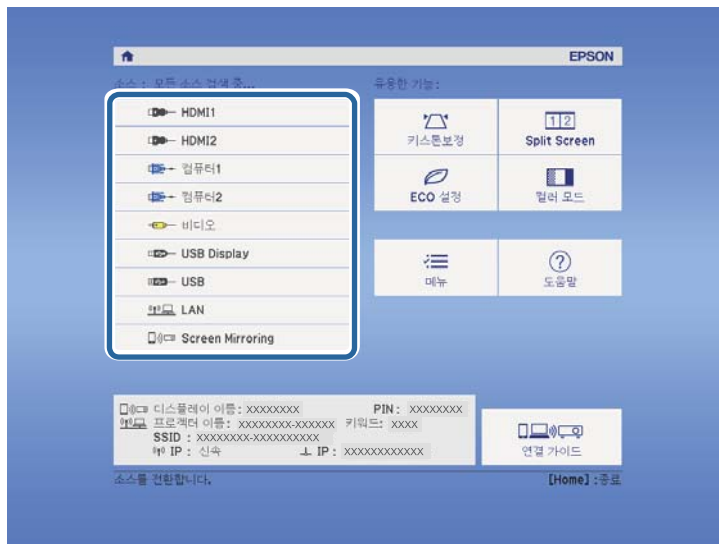 EPSON
소스 : 모든 소스 검색 중...
유용한 기능:
HDMI1
HDMI2
컴퓨터1
컴퓨터2
비디오
USB Display
USB
LAN
Screen Mirroring
키스톤보정
1 2
Split Screen
ECO 설정
컬러 모드
메뉴
?
도움말
디스플레이 이름: xxxxxxxx PIN: xxxxxxxx
프로젝터 이름: xxxxxxxx-xxxxxx 키워드: xxxx
SSID : xxxxxxxx-xxxxxxxxxx
IP : 신속 IP : xxxxxxxxxxxx
연결 가이드
소스를 전환합니다.
[Home] :종료